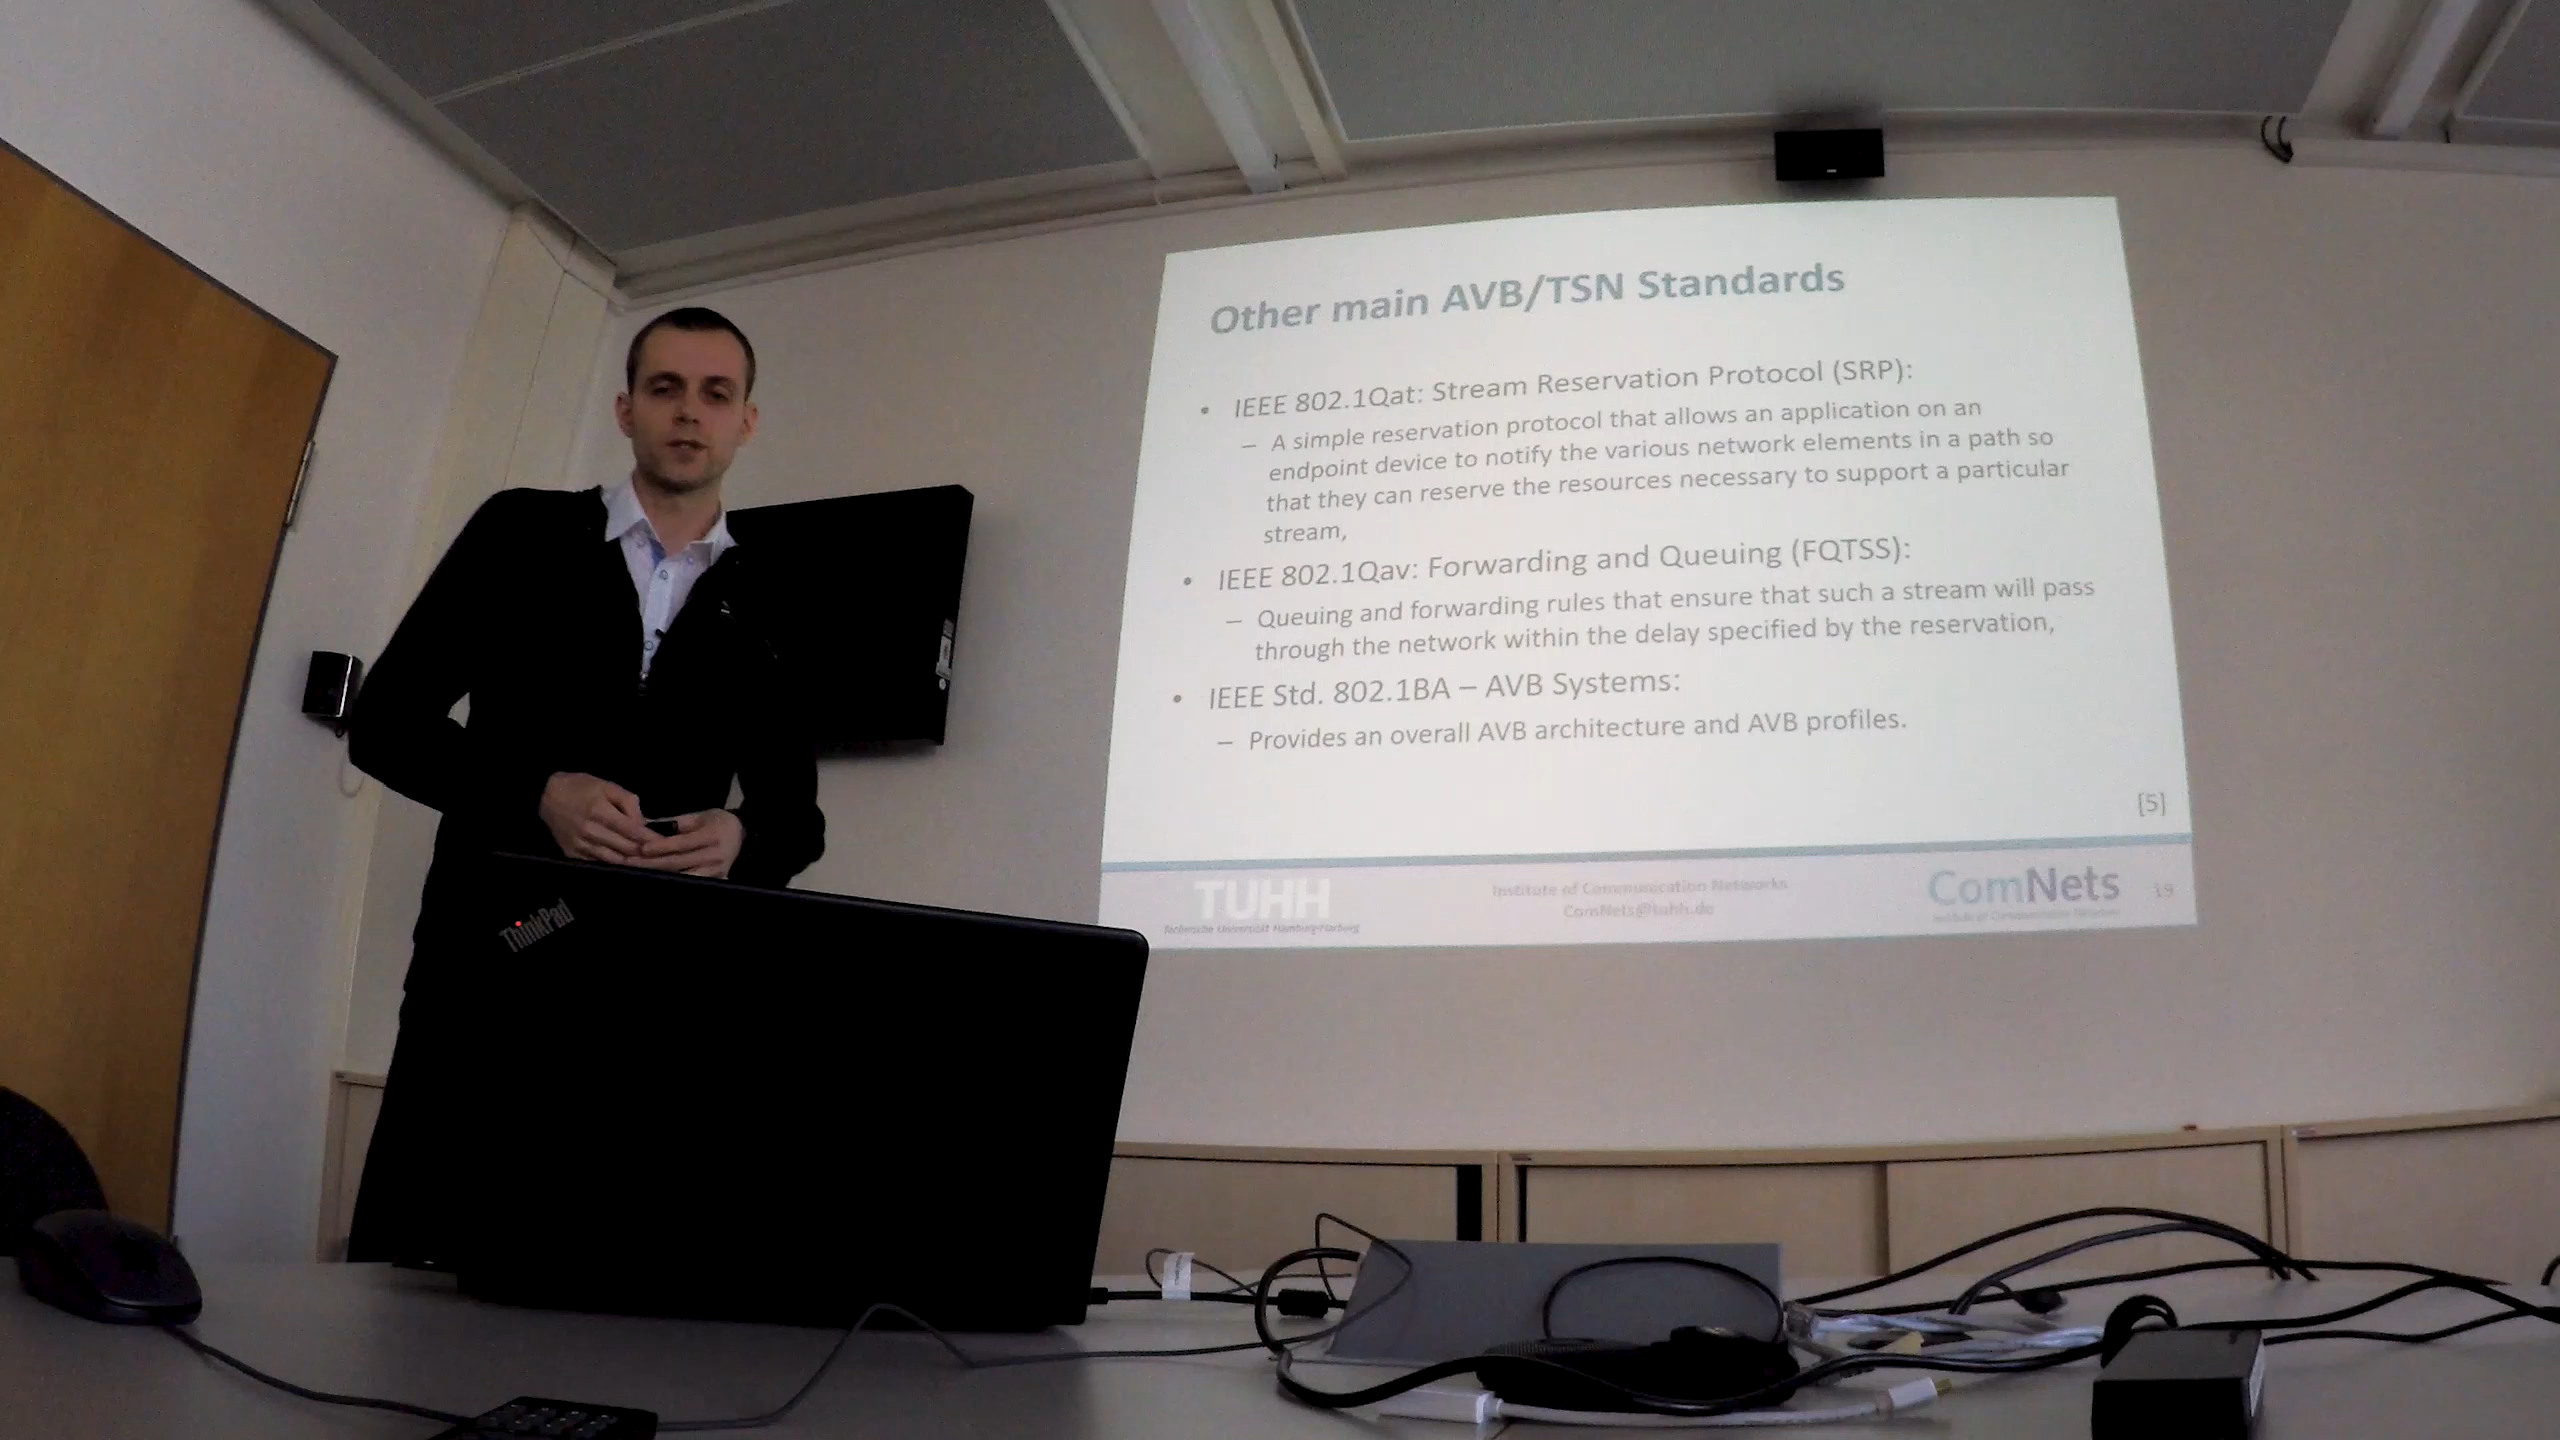 Other main AVB/TSN Standards
• IEEE 802.1Qat: Stream Reservation Protocol (SRP):
– A simple reservation protocol that allows an application on an
endpoint device to notify the various network elements in a path so
that they can reserve the resources necessary to support a particular
stream,
• IEEE 802.1Qav: Forwarding and Queuing (FQTSS):
– Queuing and forwarding rules that ensure that such a stream will pass
through the network within the delay specified by the reservation,
• IEEE Std. 802.1BA – AVB Systems:
– Provides an overall AVB architecture and AVB profiles.
[5]
TUHH
Technische Universität Hamburg-Harburg
Institute of Communication Networks
ComNets@tuhh.de
ComNets
Institute of Communication Networks
19
ThinkPad